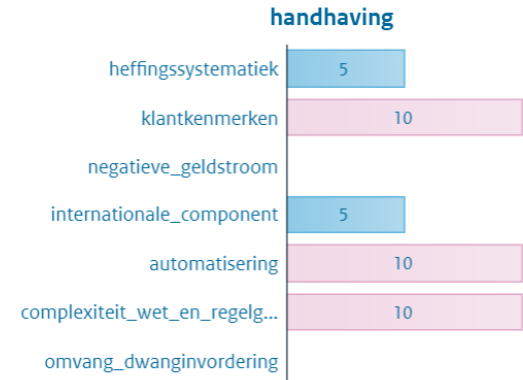 handhaving
heffingssystematiek 5
klantkenmerken 10
negatieve_geldstroom
internationale_component 5
automatisering 10
complexiteit_wet_en_regelg... 10
omvang_dwanginvordering